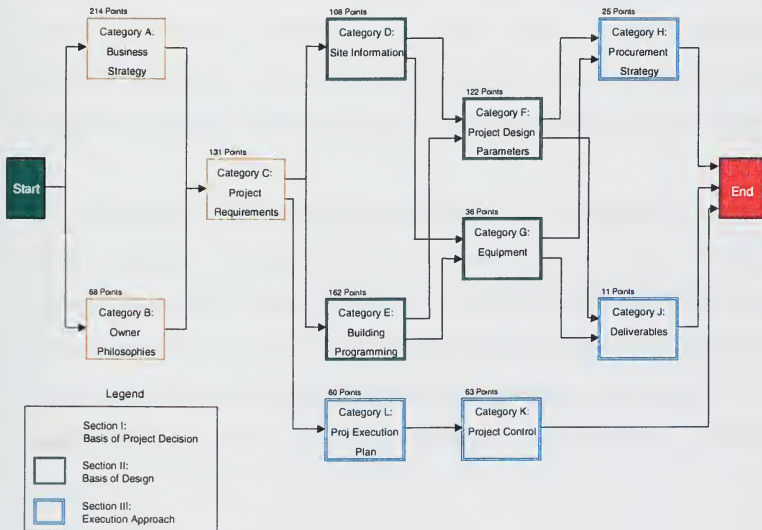 214 Points
Category A:
Business
Strategy
108 Points
Category D:
Site Information
25 Points
Category H:
Procurement
Strategy
122 Points
Category F:
Project Design
Parameters
Start
131 Points
Category C:
Project
Requirements
End
36 Points
Category G:
Equipment
68 Points
Category B:
Owner
Philosophies
162 Points
Category E:
Building
Programming
11 Points
Category J:
Deliverables
60 Points
Category L:
Proj Execution
Plan
63 Points
Category K:
Project Control
Legend
Section I:
Basis of Project Decision
Section II:
Basis of Design
Section III:
Execution Approach